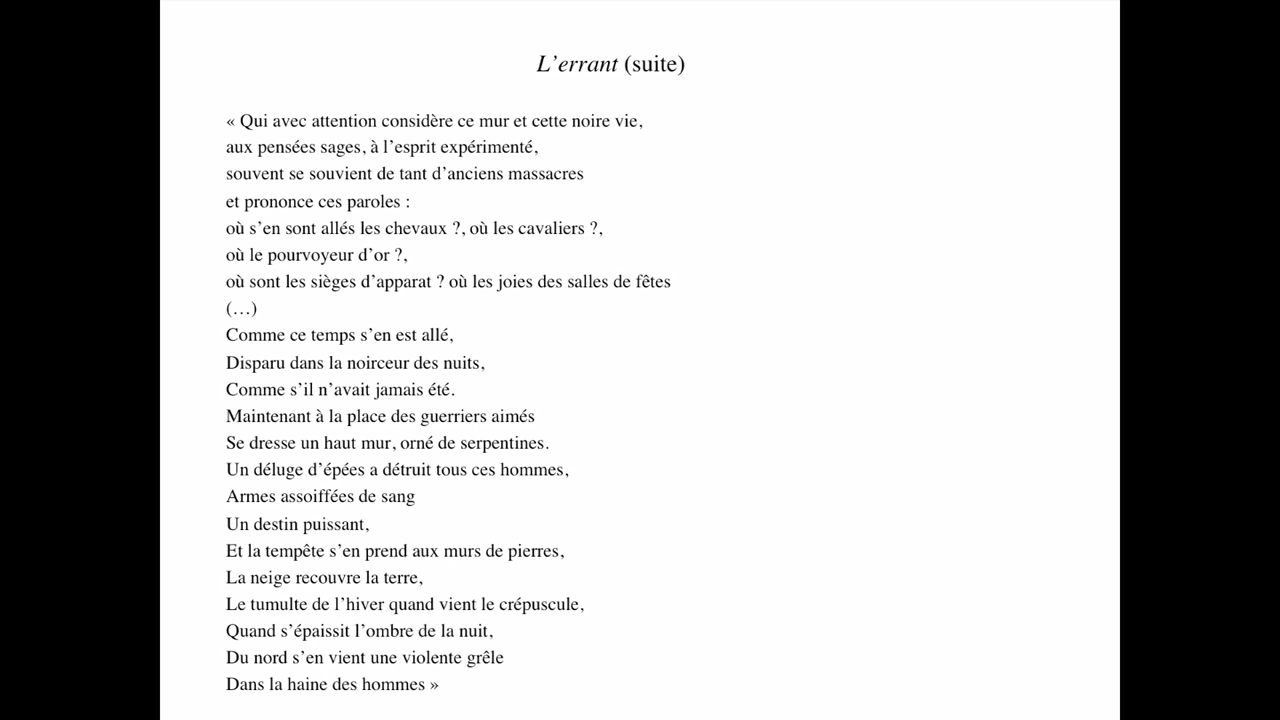 L’errant (suite)
« Qui avec attention considère ce mur et cette noire vie,
aux pensées sages, à l’esprit expérimenté,
souvent se souvient de tant d’anciens massacres
et prononce ces paroles :
où s’en sont allés les chevaux ?, où les cavaliers ?,
où le pourvoyeur d’or ?,
où sont les sièges d’apparat ? où les joies des salles de fêtes
(…)
Comme ce temps s’en est allé,
Disparu dans la noirceur des nuits,
Comme s’il n’avait jamais été.
Maintenant à la place des guerriers aimés
Se dresse un haut mur, orné de serpentines.
Un déluge d’épées a détruit tous ces hommes,
Armes assoiffées de sang
Un destin puissant,
Et la tempête s’en prend aux murs de pierres,
La neige recouvre la terre,
Le tumulte de l’hiver quand vient le crépuscule,
Quand s’épaissit l’ombre de la nuit,
Du nord s’en vient une violente grêle
Dans la haine des hommes »